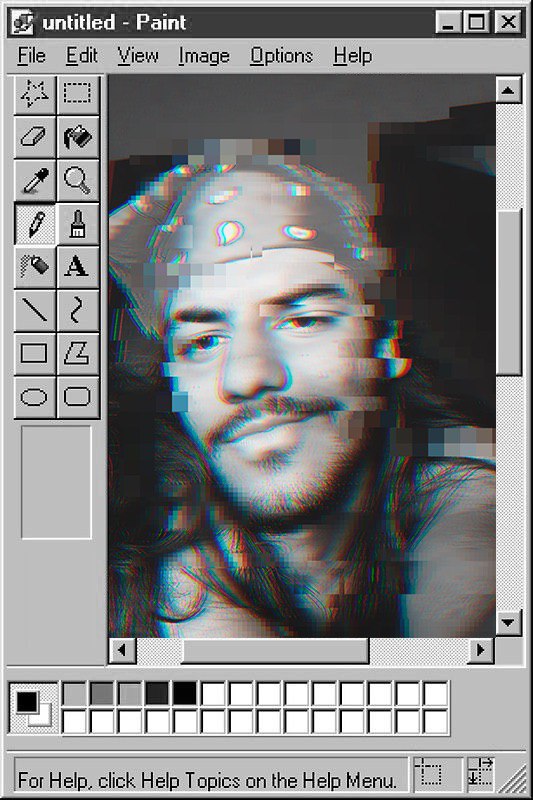 untitled - Paint
File Edit View Image Options Help
A
For Help, click Help Topics on the Help Menu.